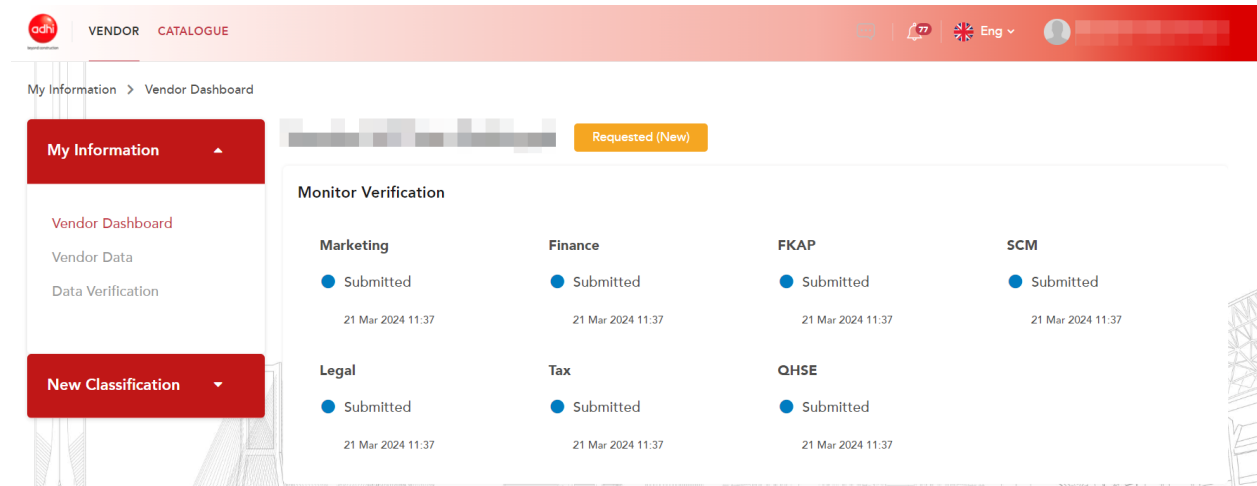 adhi
beyond construction
VENDOR CATALOGUE
77
Eng
My Information > Vendor Dashboard
My Information
Requested (New)
Monitor Verification
Vendor Dashboard
Vendor Data
Data Verification
New Classification
Marketing Finance FKAP SCM
Submitted Submitted Submitted Submitted
21 Mar 2024 11:37 21 Mar 2024 11:37 21 Mar 2024 11:37 21 Mar 2024 11:37
Legal Tax QHSE
Submitted Submitted Submitted
21 Mar 2024 11:37 21 Mar 2024 11:37 21 Mar 2024 11:37